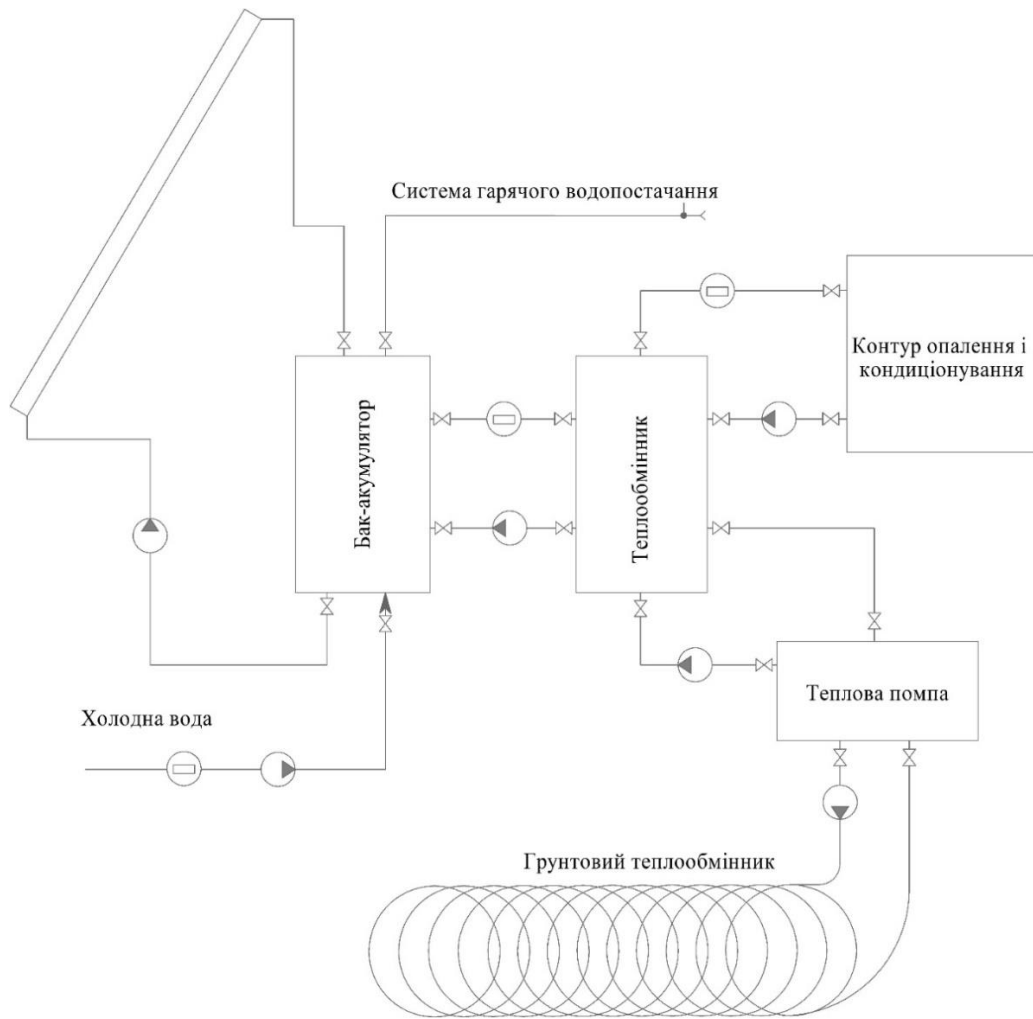 Система гарячого водопостачання
Контур опалення і
кондиціонування
Бак-акумулятор
Теплообмінник
Теплова помпа
Холодна вода
Грунтовий теплообмінник